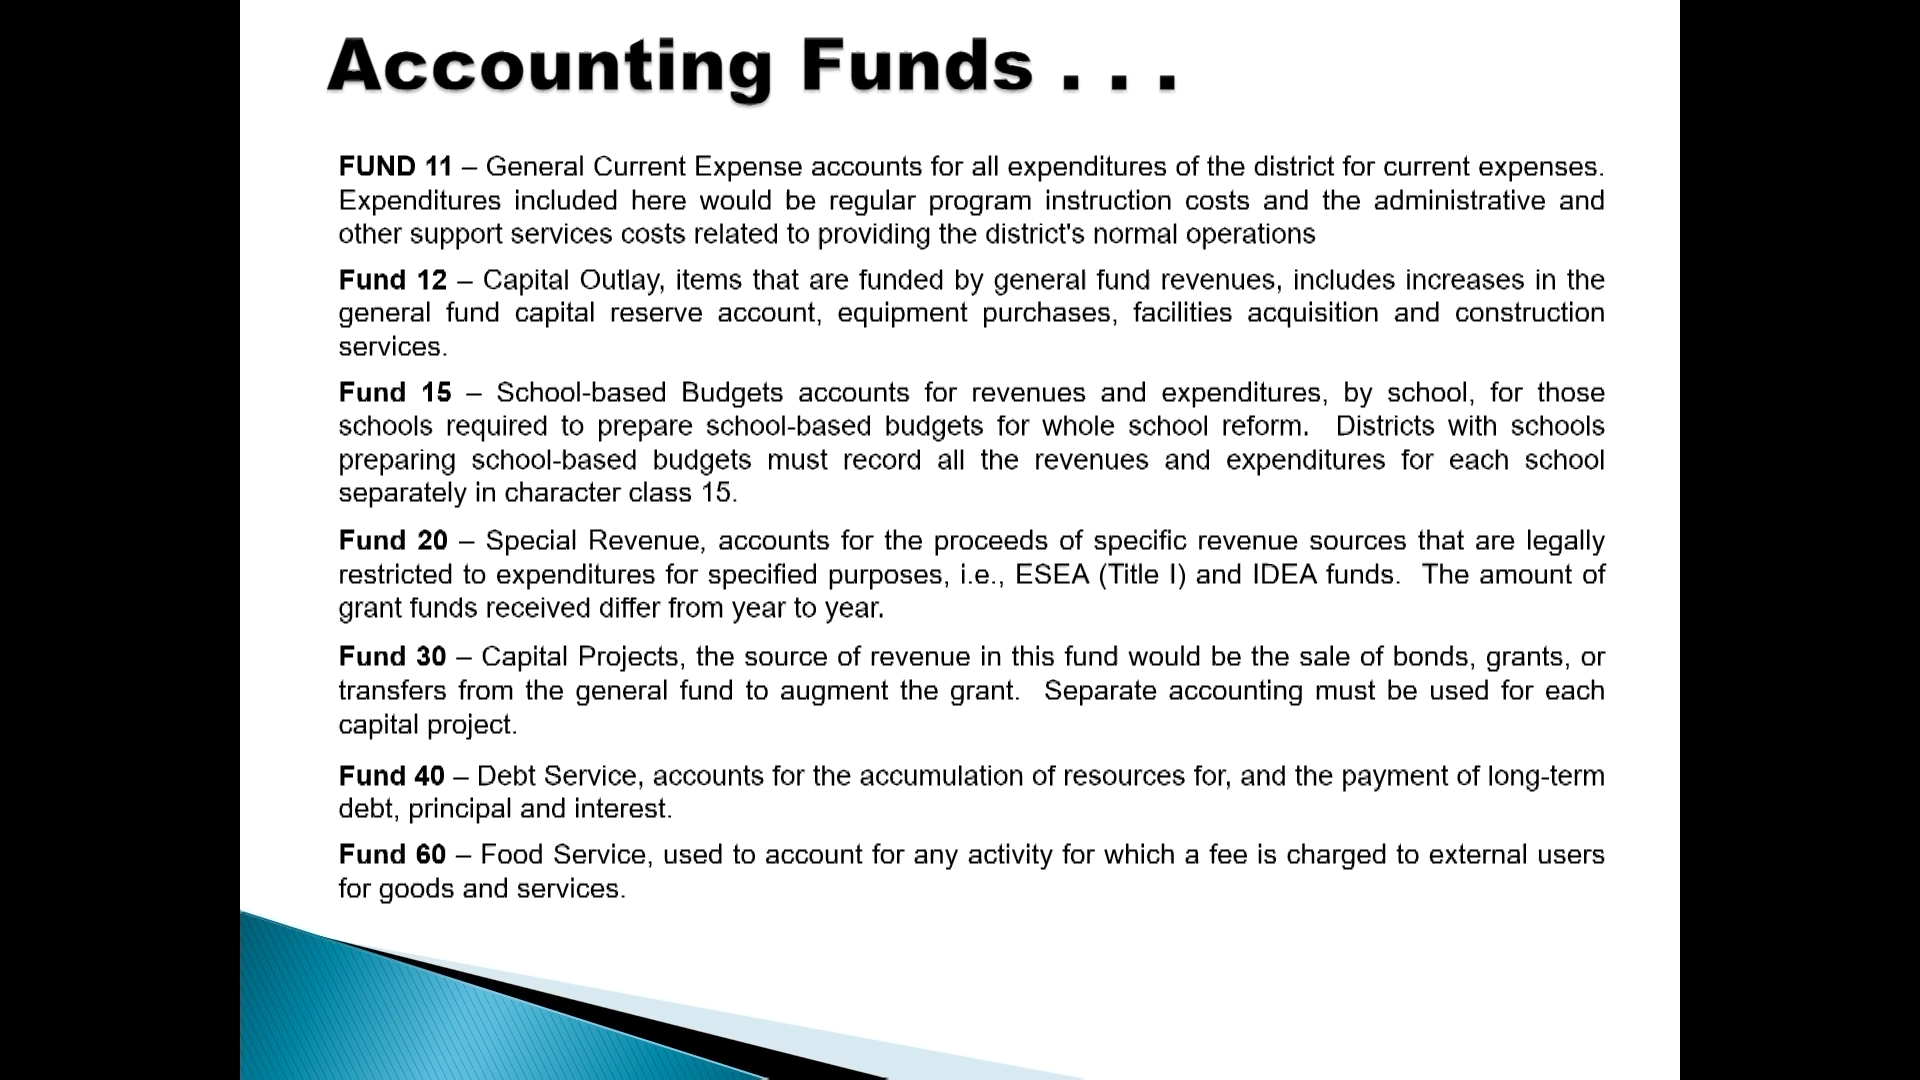 Accounting Funds . . .
FUND 11 – General Current Expense accounts for all expenditures of the district for current expenses.
Expenditures included here would be regular program instruction costs and the administrative and
other support services costs related to providing the district's normal operations
Fund 12 – Capital Outlay, items that are funded by general fund revenues, includes increases in the
general fund capital reserve account, equipment purchases, facilities acquisition and construction
services.
Fund 15 – School-based Budgets accounts for revenues and expenditures, by school, for those
schools required to prepare school-based budgets for whole school reform.  Districts with schools
preparing school-based budgets must record all the revenues and expenditures for each school
separately in character class 15.
Fund 20 – Special Revenue, accounts for the proceeds of specific revenue sources that are legally
restricted to expenditures for specified purposes, i.e., ESEA (Title I) and IDEA funds.  The amount of
grant funds received differ from year to year.
Fund 30 – Capital Projects, the source of revenue in this fund would be the sale of bonds, grants, or
transfers from the general fund to augment the grant.  Separate accounting must be used for each
capital project.
Fund 40 – Debt Service, accounts for the accumulation of resources for, and the payment of long-term
debt, principal and interest.
Fund 60 – Food Service, used to account for any activity for which a fee is charged to external users
for goods and services.